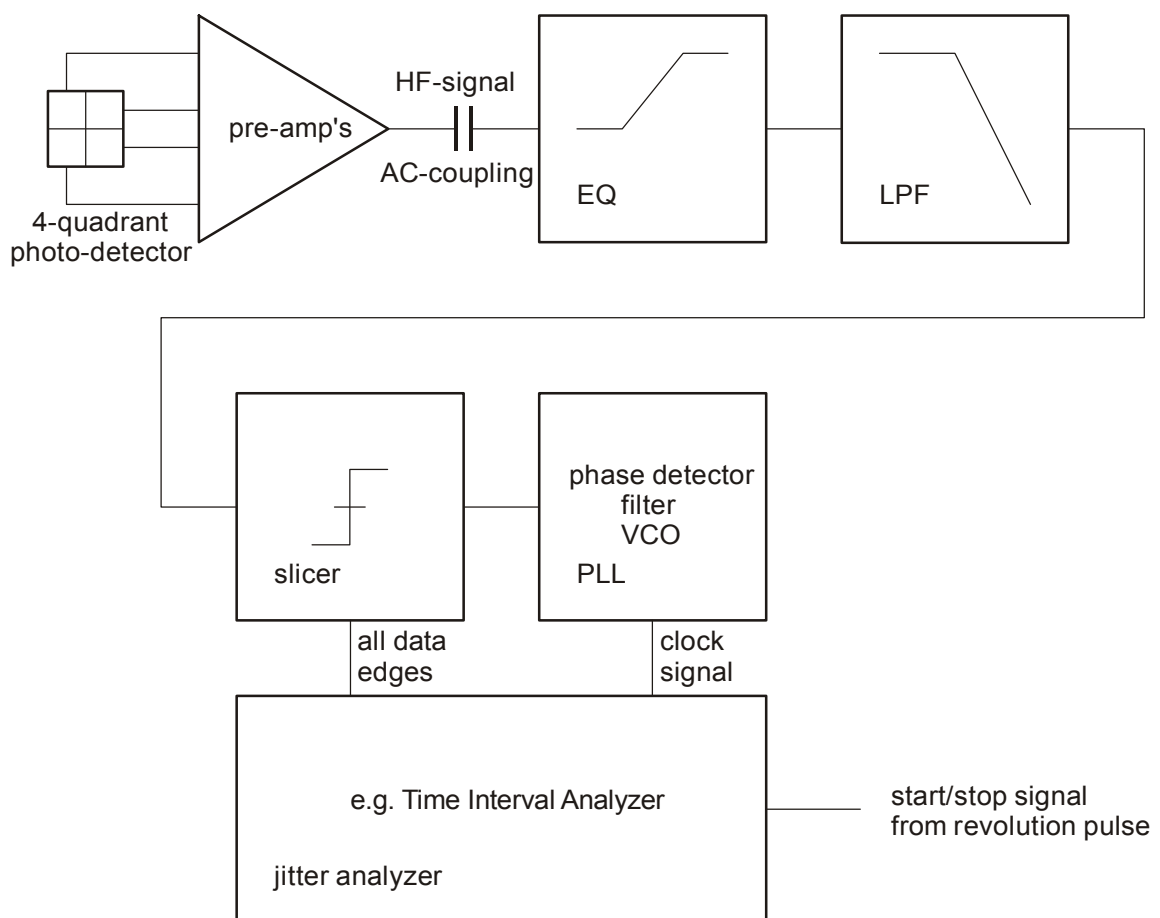 HF-signal
pre-amp's
AC-coupling
4-quadrant
photo-detector
EQ
LPF
slicer
phase detector
filter
VCO
PLL
all data
edges
clock
signal
e.g. Time Interval Analyzer
jitter analyzer
start/stop signal
from revolution pulse